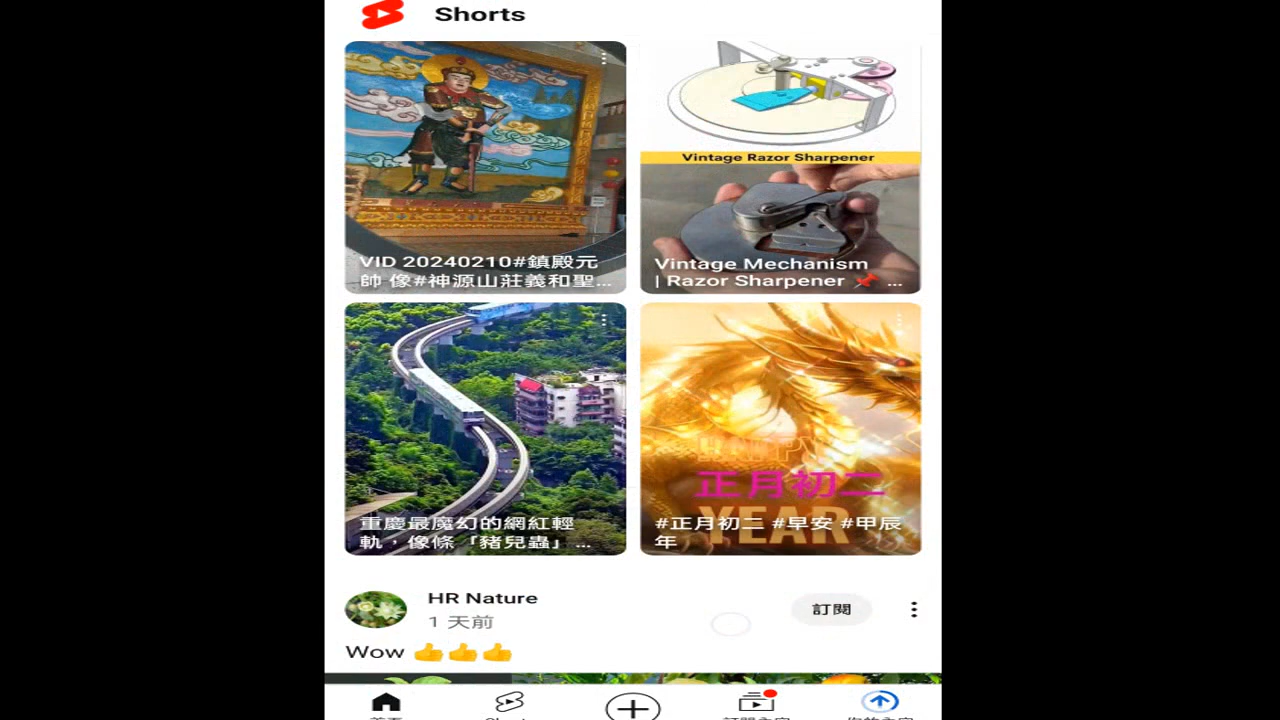 Shorts
Vintage Razor Sharpener
VID 20240210#鎮殿元
帥 像#神源山莊義和聖...
Vintage Mechanism
| Razor Sharpener 📌 ...
HAPPY
正月初二
YEAR
重慶最魔幻的網紅輕
軌，像條「豬兒蟲」 ...
#正月初二 #早安 #甲辰
年
HR Nature
訂閱
1 天前
Wow 👍👍👍